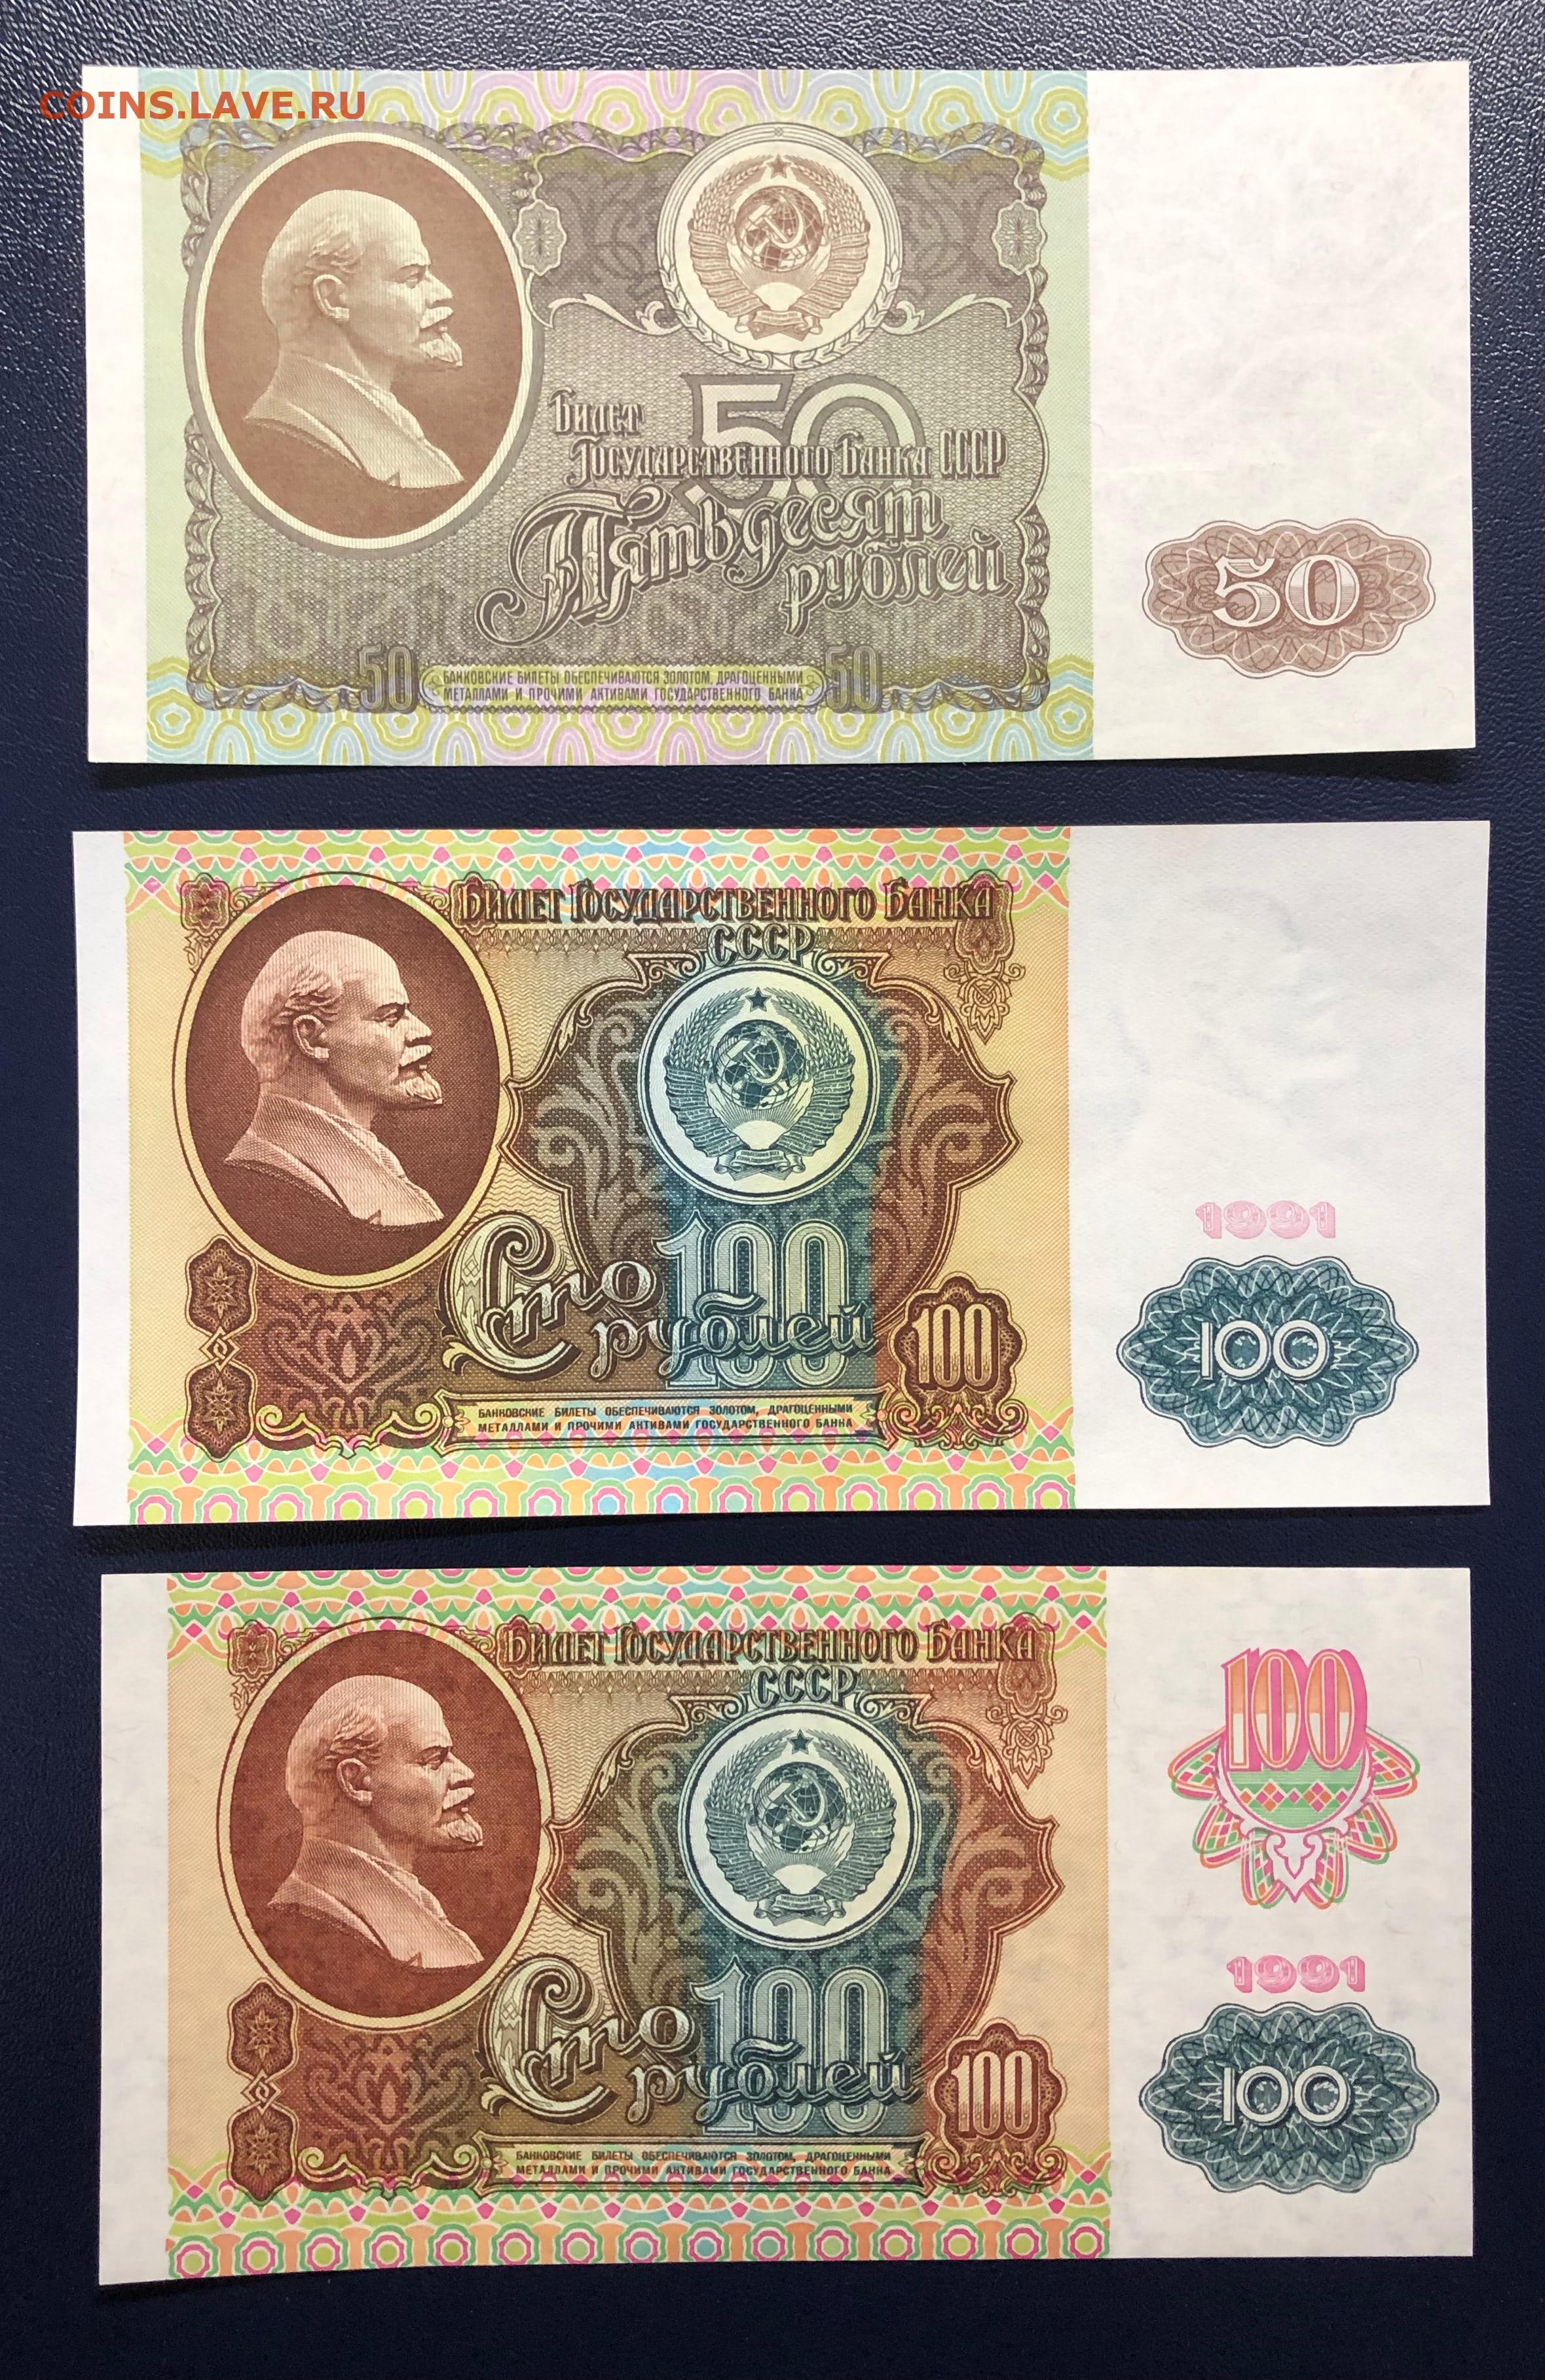 COINS.LAVE.RU
50
Билет
Государственного Банка СССР
Пятьдесят
рублей
50 БАНКОВСКИЕ БИЛЕТЫ ОБЕСПЕЧИВАЮТСЯ ЗОЛОТОМ, ДРАГОЦЕННЫМИ 50
МЕТАЛЛАМИ И ПРОЧИМИ АКТИВАМИ ГОСУДАРСТВЕННОГО БАНКА
50
Билет Государственного Банка
СССР
1991
100
Сто
рублей
100
100
БАНКОВСКИЕ БИЛЕТЫ ОБЕСПЕЧИВАЮТСЯ ЗОЛОТОМ, ДРАГОЦЕННЫМИ
МЕТАЛЛАМИ И ПРОЧИМИ АКТИВАМИ ГОСУДАРСТВЕННОГО БАНКА
Билет Государственного Банка
СССР
100
1991
100
Сто
рублей
100
100
БАНКОВСКИЕ БИЛЕТЫ ОБЕСПЕЧИВАЮТСЯ ЗОЛОТОМ, ДРАГОЦЕННЫМИ
МЕТАЛЛАМИ И ПРОЧИМИ АКТИВАМИ ГОСУДАРСТВЕННОГО БАНКА